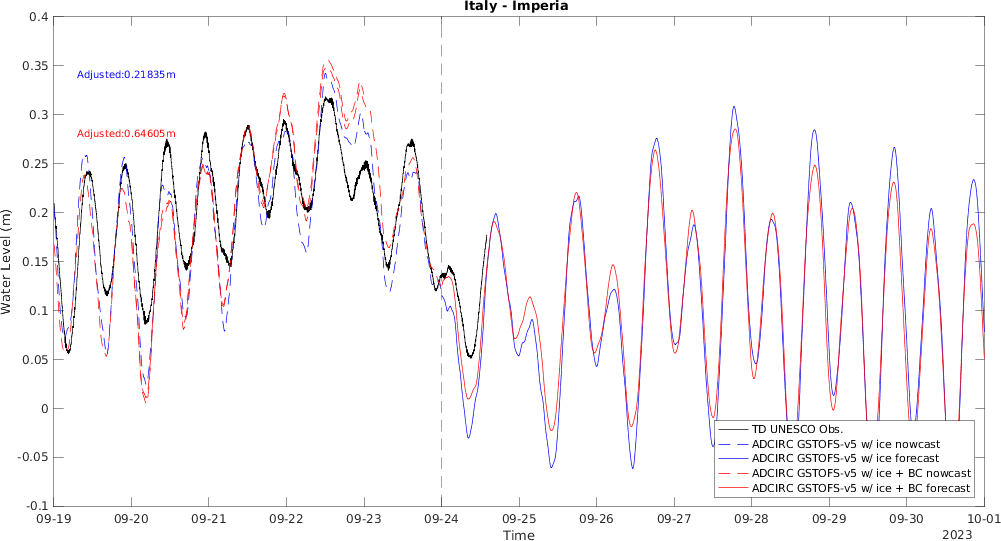 Italy - Imperia
0.4
0.35
0.3
0.25
0.2
0.15
0.1
0.05
0
-0.05
-0.1
Water Level (m)
Adjusted:0.21835m
Adjusted:0.64605m
TD UNESCO Obs.
ADCIRC GSTOFS-v5 w/ ice nowcast
ADCIRC GSTOFS-v5 w/ ice forecast
ADCIRC GSTOFS-v5 w/ ice + BC nowcast
ADCIRC GSTOFS-v5 w/ ice + BC forecast
09-19 09-20 09-21 09-22 09-23 09-24 09-25 09-26 09-27 09-28 09-29 09-30 10-01
Time
2023